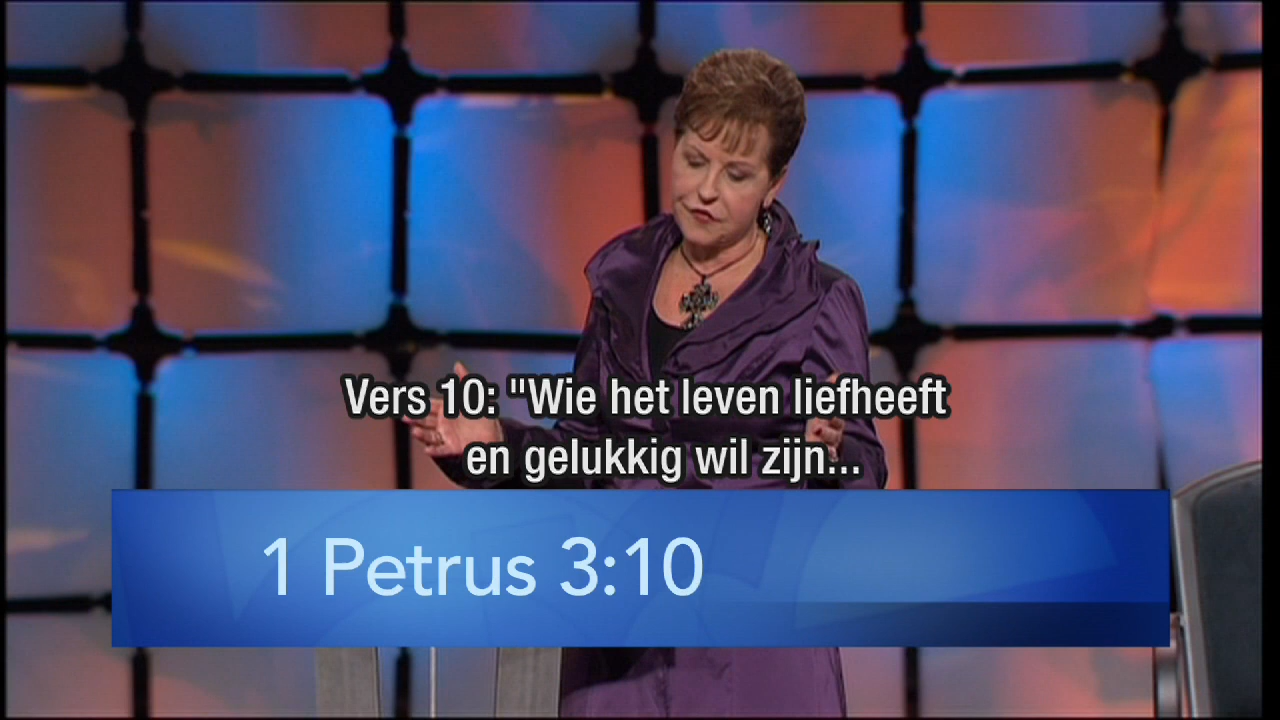 Vers 10: "Wie het leven liefheeft
en gelukkig wil zijn...
1 Petrus 3:10